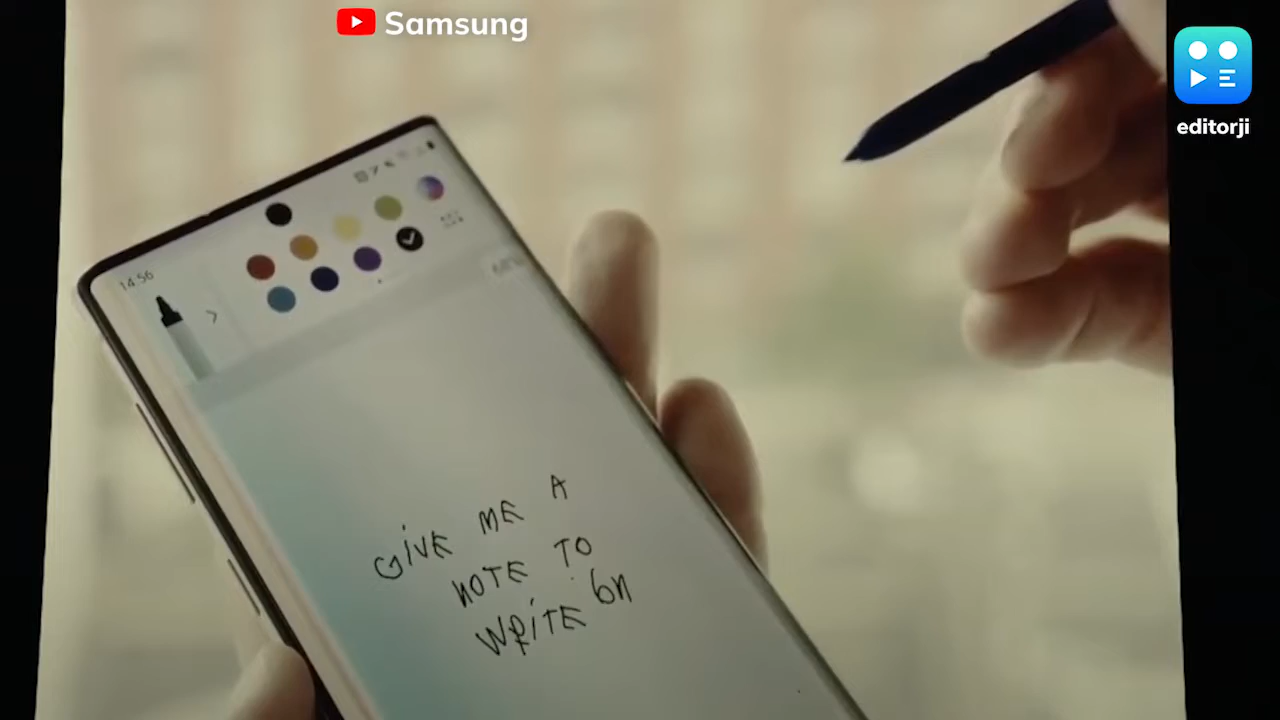 Samsung
editorji
14:56
GIVE ME A
NOTE TO
WRITE ON